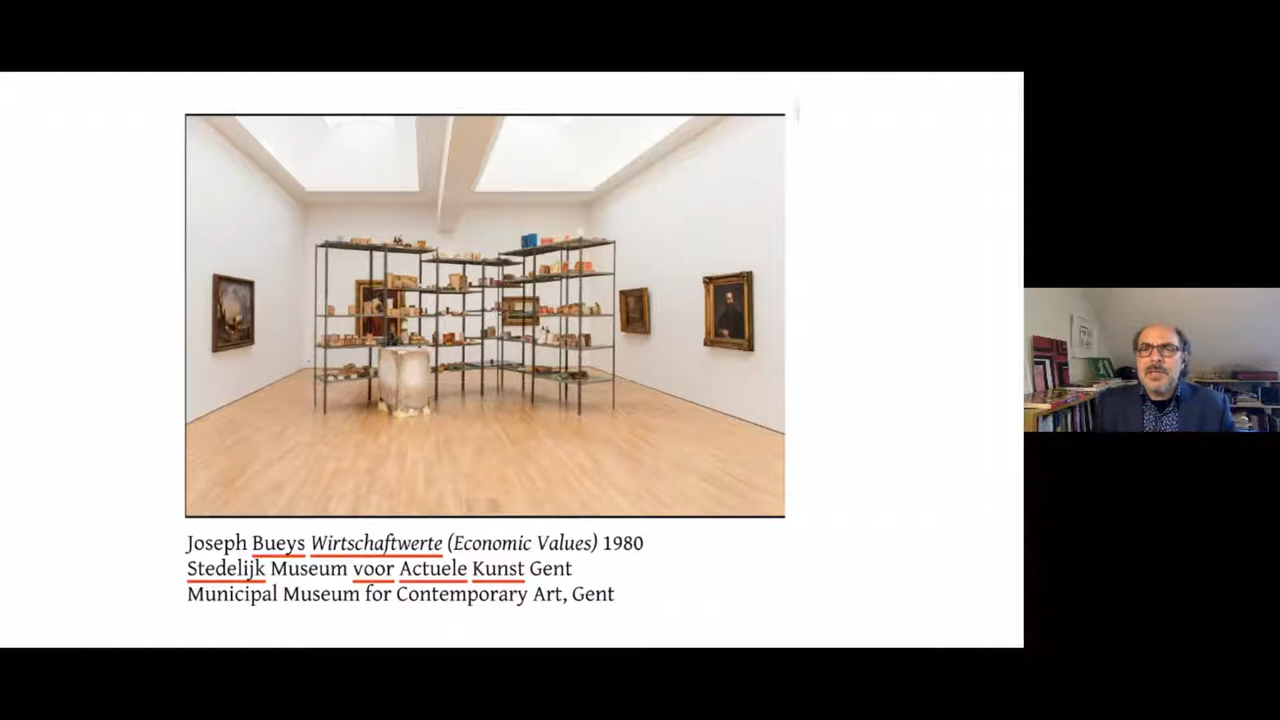 Joseph Bueys Wirtschaftwerte (Economic Values) 1980
Stedelijk Museum voor Actuele Kunst Gent
Municipal Museum for Contemporary Art, Gent